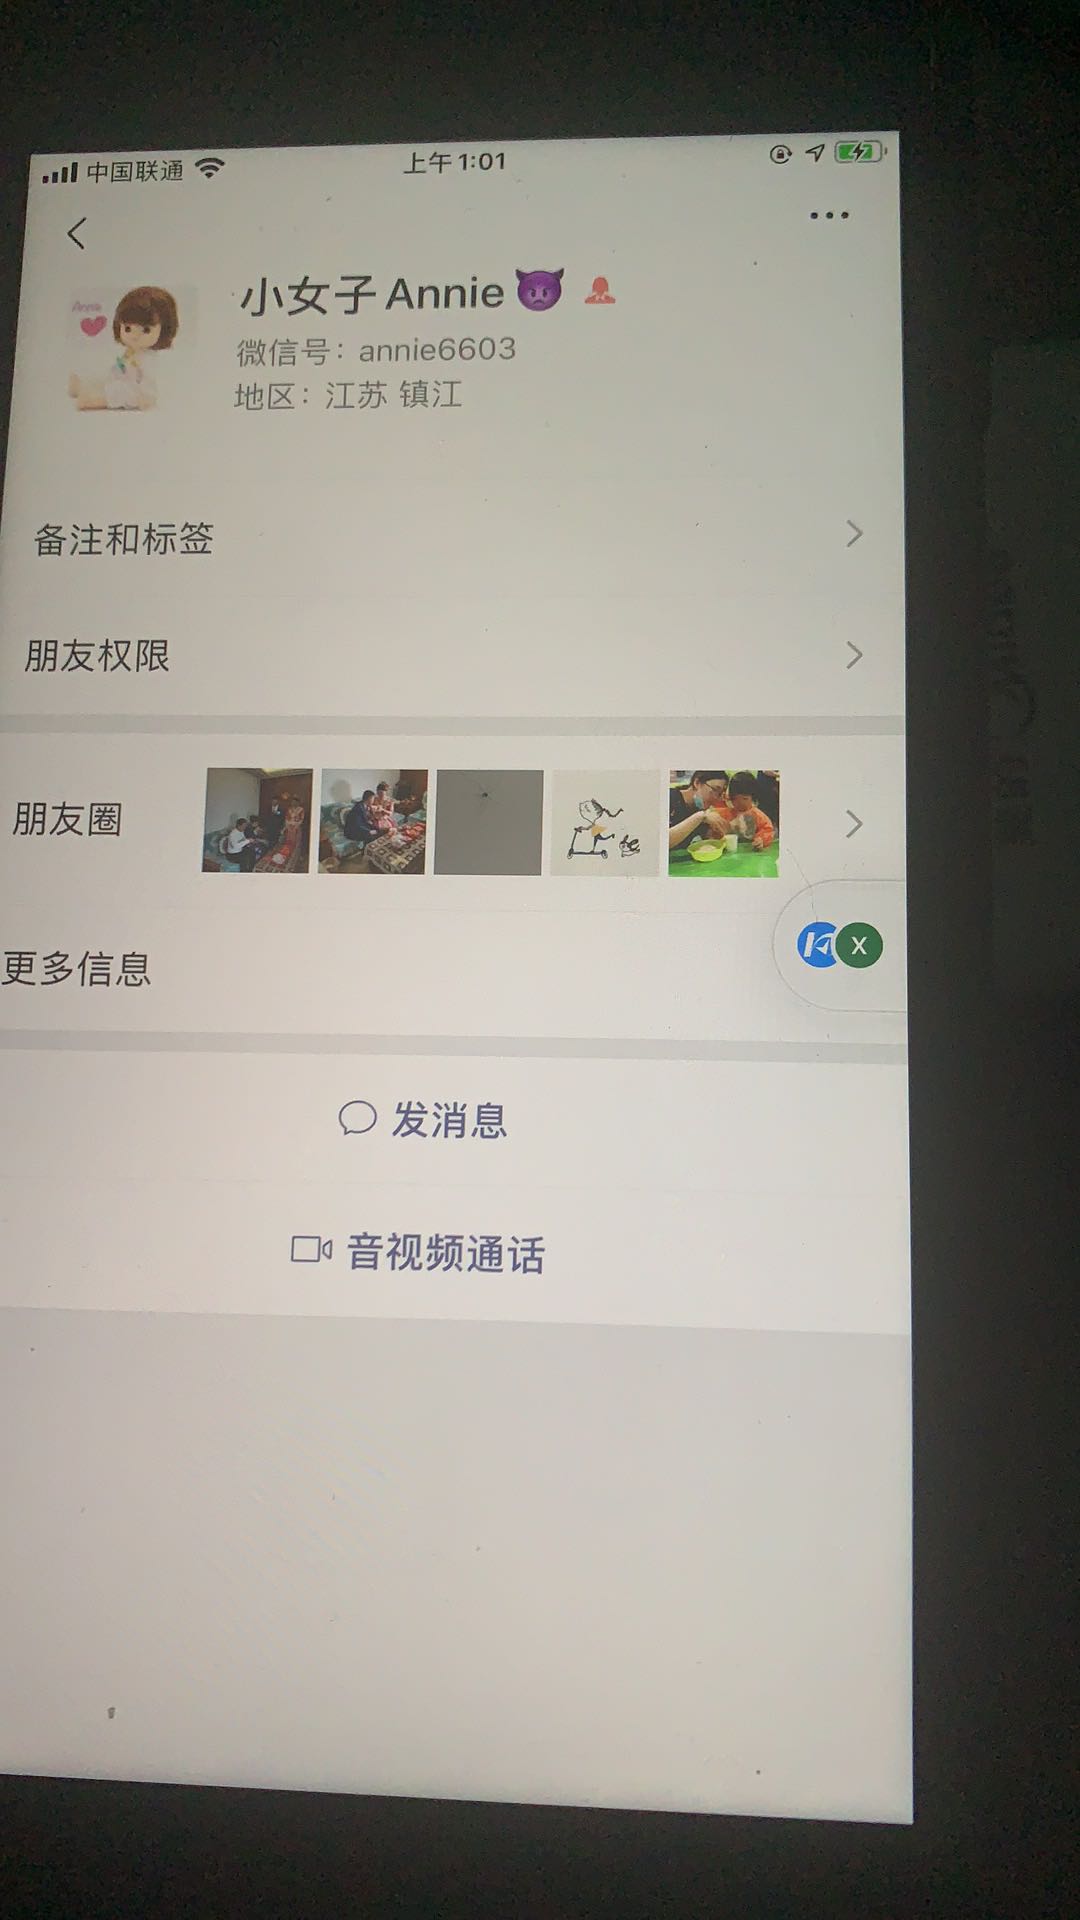 中国联通
上午1:01
小女子Annie😈
微信号：annie6603
地区：江苏 镇江
备注和标签
朋友权限
朋友圈
更多信息
X
发消息
音视频通话